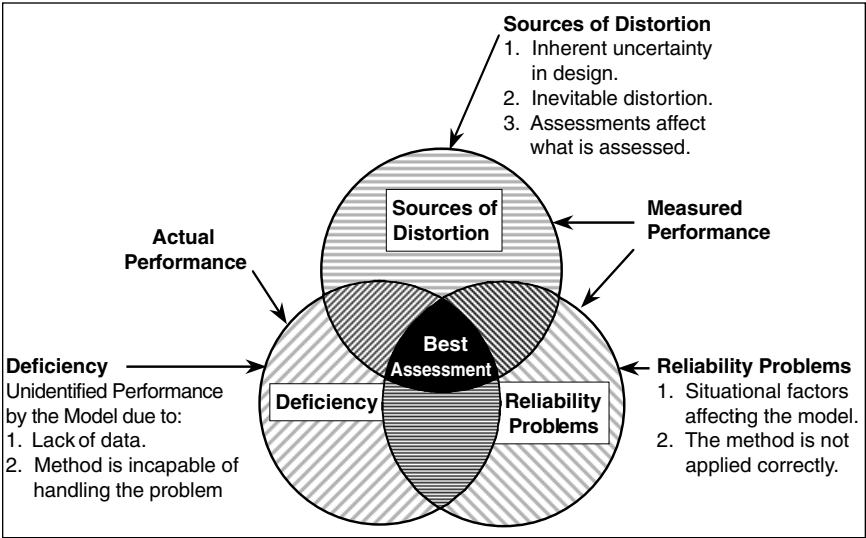 Sources of Distortion
1. Inherent uncertainty
in design.
2. Inevitable distortion.
3. Assessments affect
what is assessed.
Sources of
Distortion
Measured
Performance
Actual
Performance
Best
Assessment
Deficiency
Unidentified Performance
by the Model due to:
1. Lack of data.
2. Method is incapable of
handling the problem
Deficiency
Reliability
Problems
Reliability Problems
1. Situational factors
affecting the model.
2. The method is not
applied correctly.